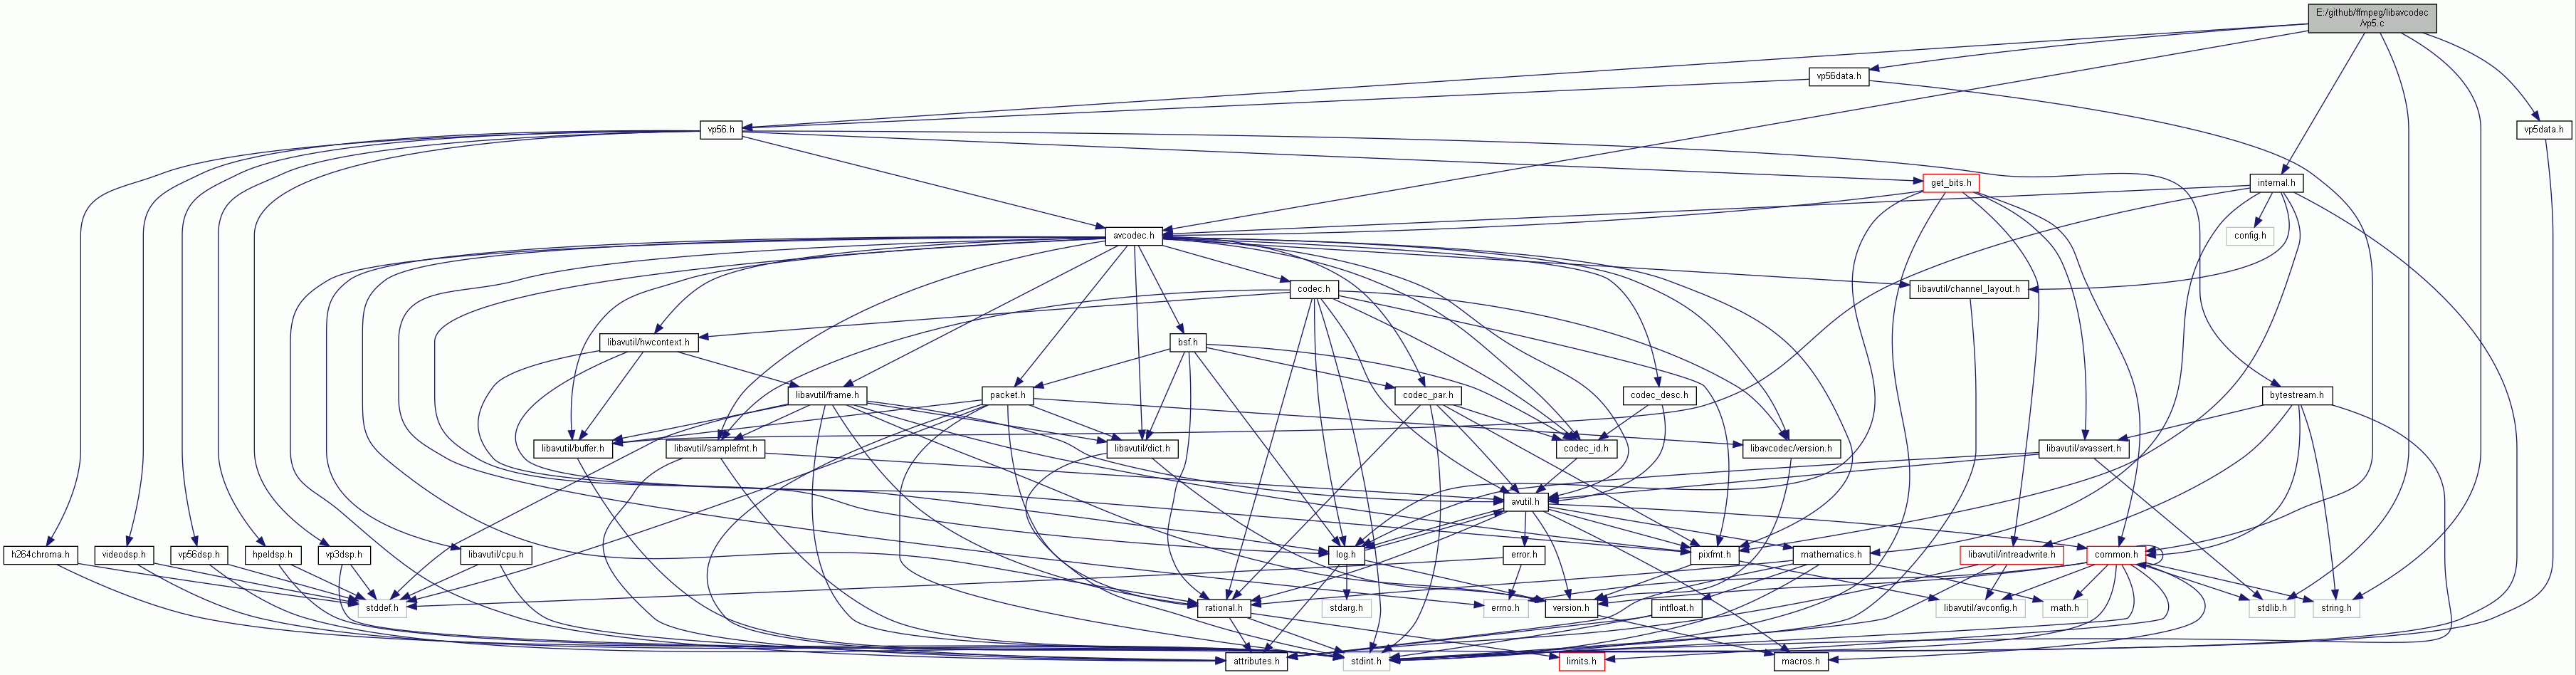 E:/github/ffmpeg/libavcodec
/vp5.c
vp56data.h
vp56.h
vp5data.h
get_bits.h
internal.h
avcodec.h
config.h
codec.h
libavutil/channel_layout.h
libavutil/hwcontext.h
bsf.h
libavutil/frame.h
packet.h
codec_par.h
codec_desc.h
bytestream.h
libavutil/buffer.h
libavutil/samplefmt.h
libavutil/dict.h
codec_id.h
libavcodec/version.h
libavutil/avassert.h
avutil.h
h264chroma.h
videodsp.h
vp56dsp.h
hpeldsp.h
vp3dsp.h
libavutil/cpu.h
log.h
error.h
pixfmt.h
mathematics.h
libavutil/intreadwrite.h
common.h
stddef.h
rational.h
stdarg.h
errno.h
version.h
intfloat.h
libavutil/avconfig.h
math.h
stdlib.h
string.h
attributes.h
stdint.h
limits.h
macros.h